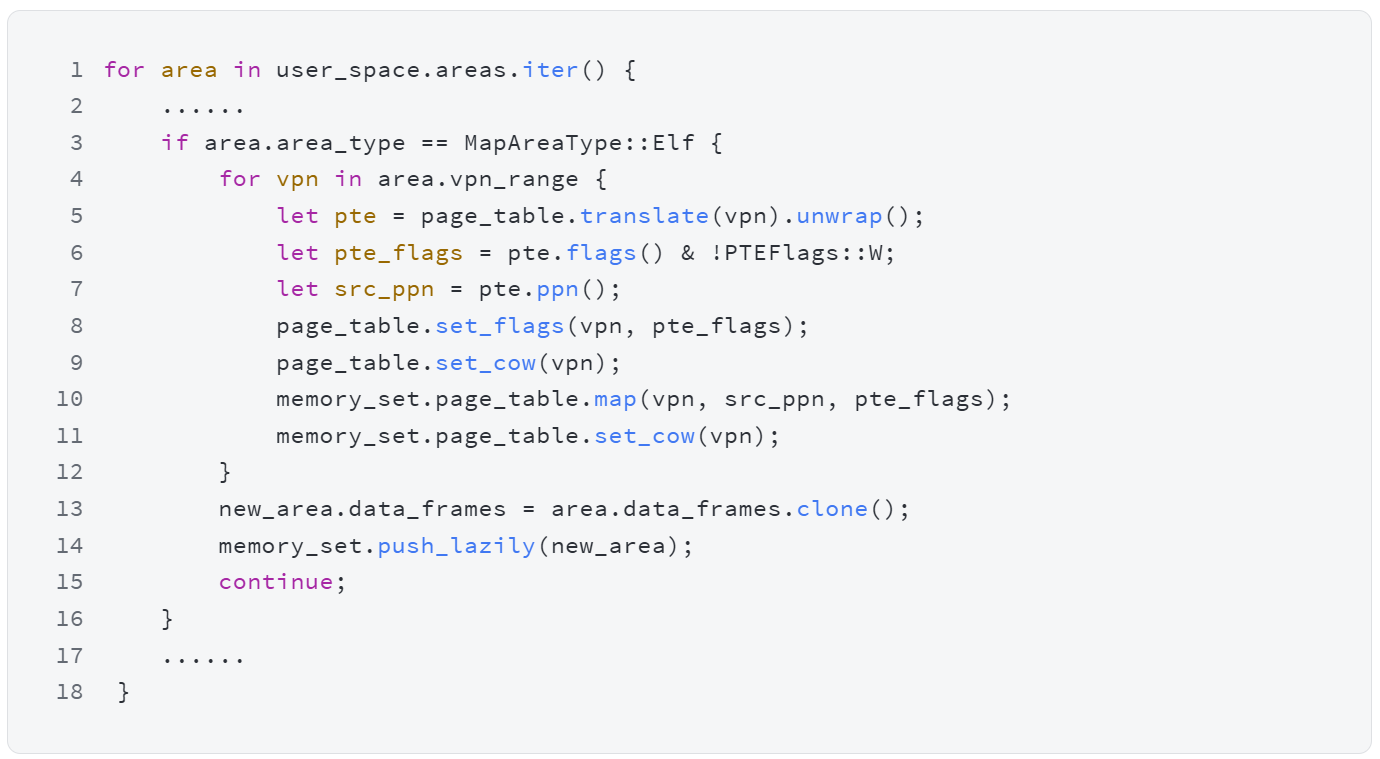 1 for area in user_space.areas.iter() {
2     ......
3     if area.area_type == MapAreaType::Elf {
4         for vpn in area.vpn_range {
5             let pte = page_table.translate(vpn).unwrap();
6             let pte_flags = pte.flags() & !PTEFlags::W;
7             let src_ppn = pte.ppn();
8             page_table.set_flags(vpn, pte_flags);
9             page_table.set_cow(vpn);
10             memory_set.page_table.map(vpn, src_ppn, pte_flags);
11             memory_set.page_table.set_cow(vpn);
12         }
13         new_area.data_frames = area.data_frames.clone();
14         memory_set.push_lazily(new_area);
15         continue;
16     }
17     ......
18  }